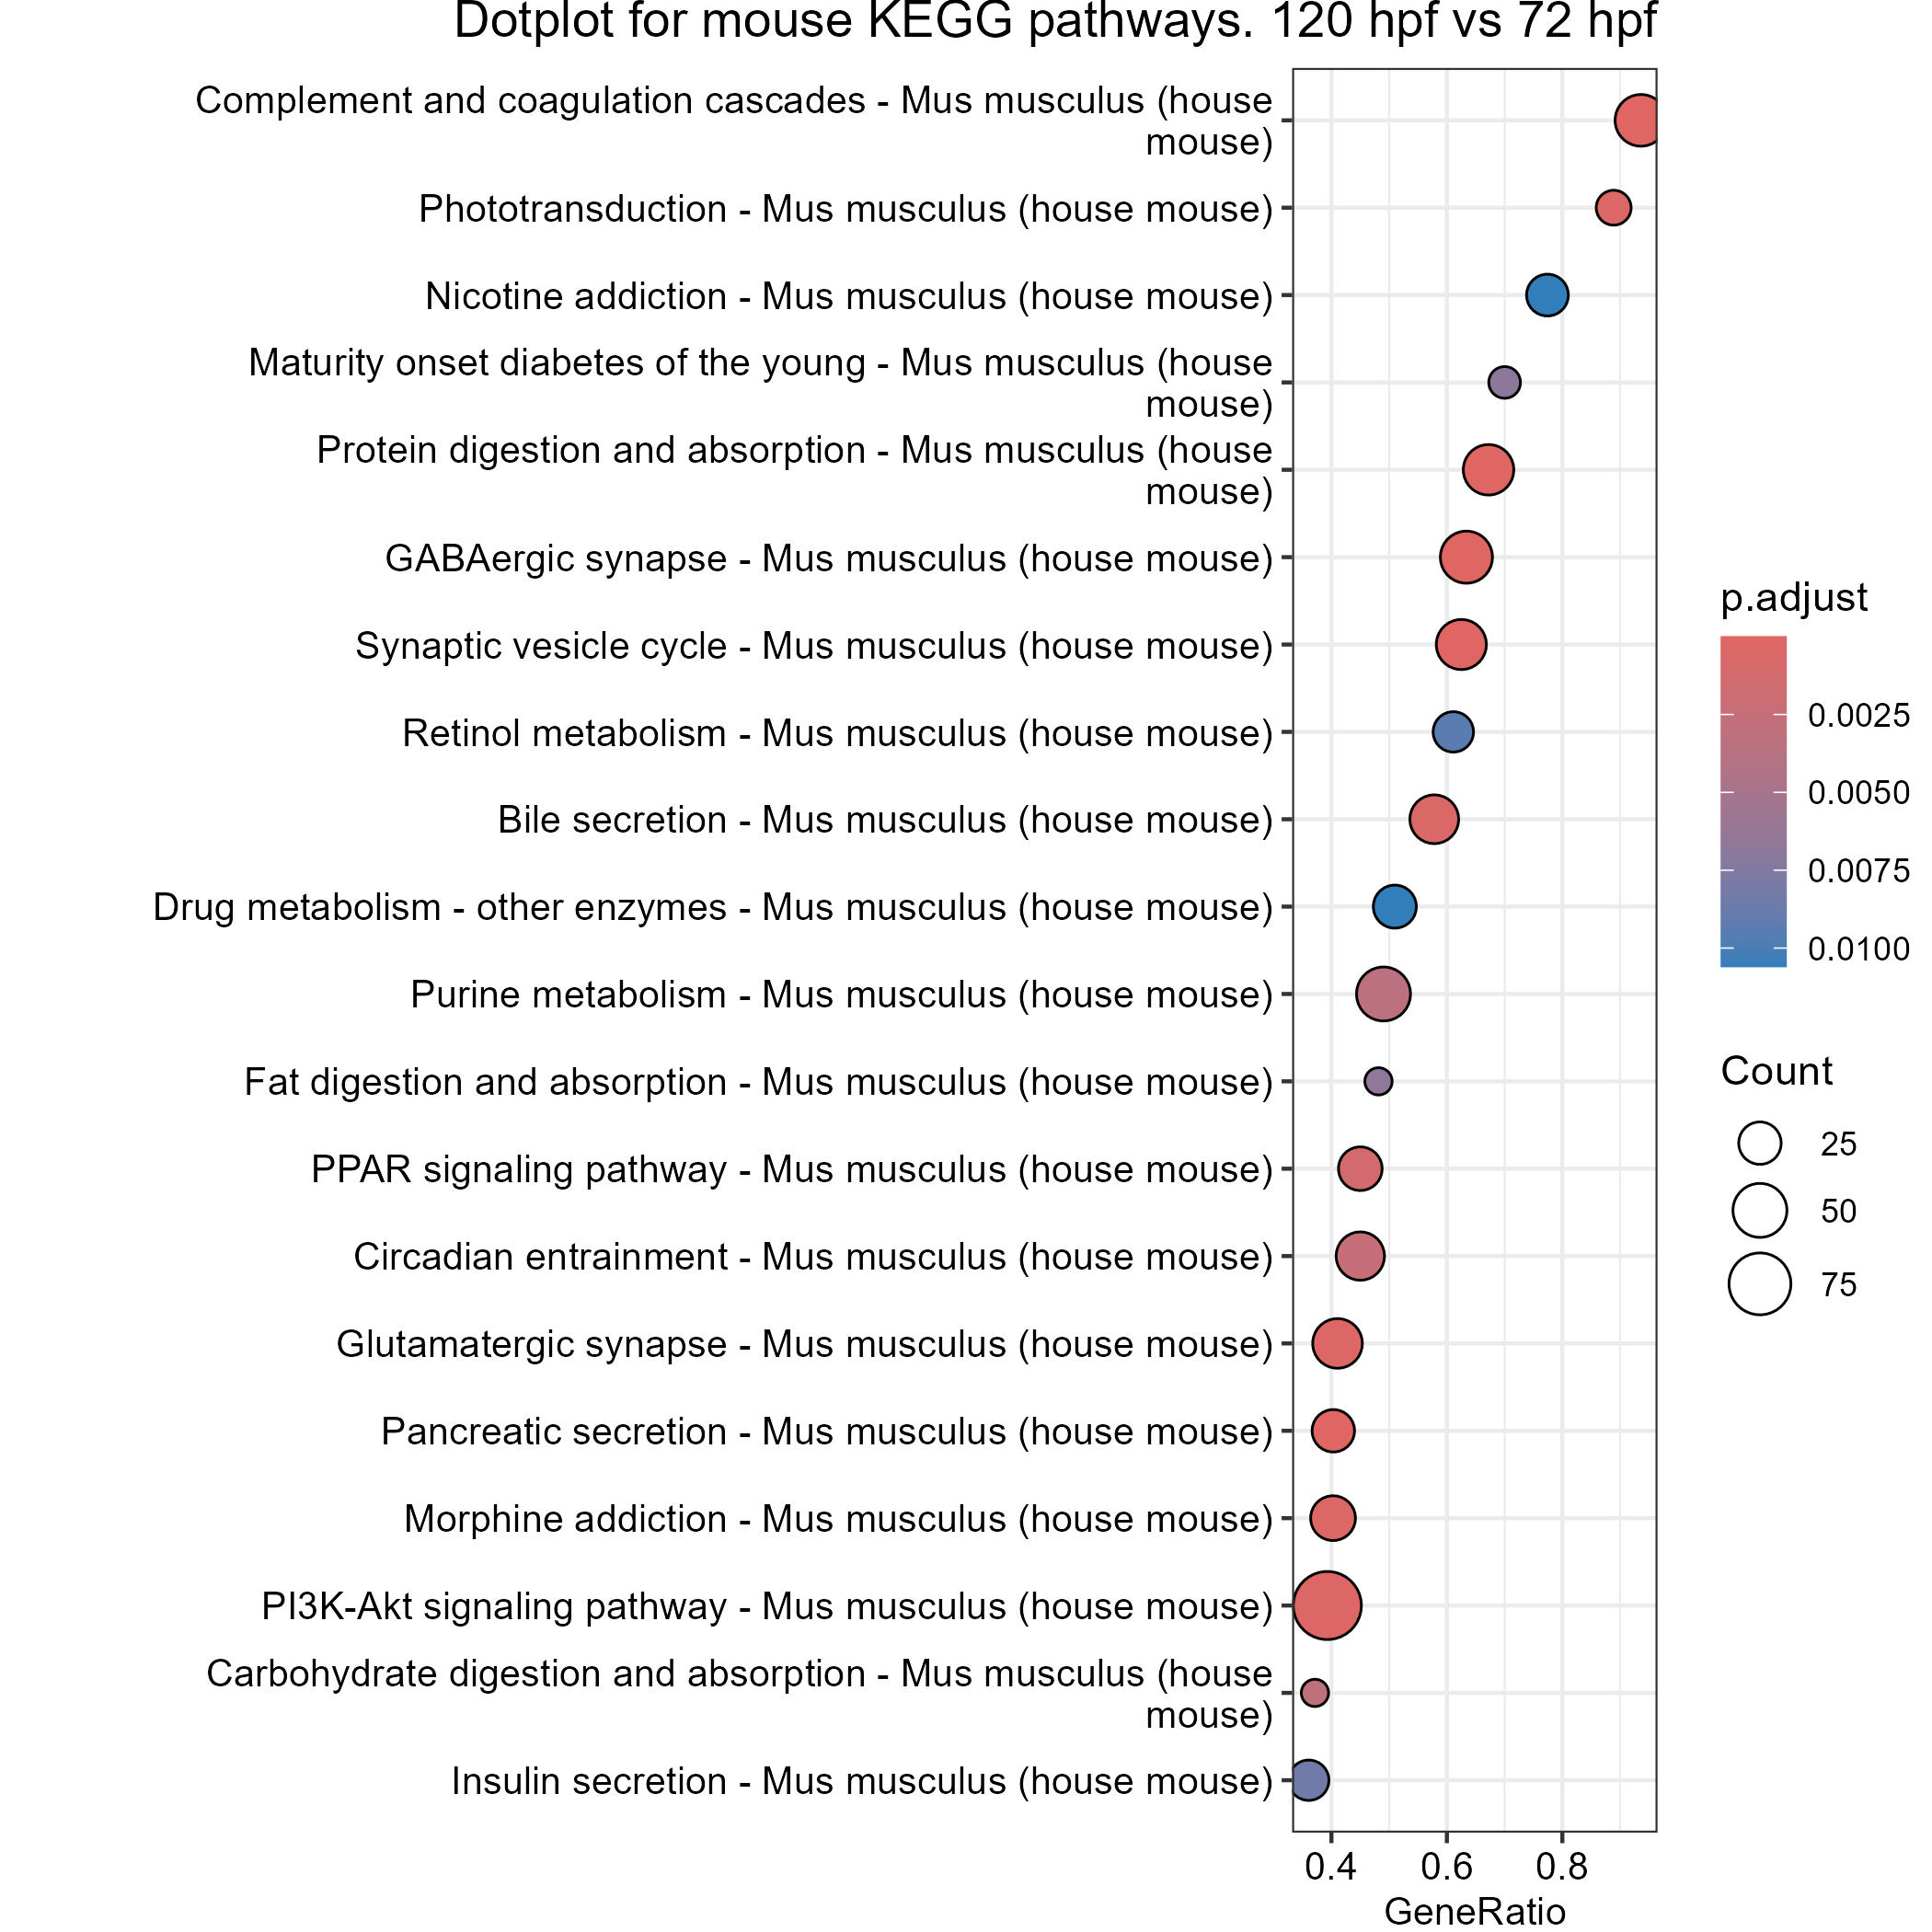 Dotplot for mouse KEGG pathways. 120 hpf vs 72 hpf
Complement and coagulation cascades - Mus musculus (house
mouse)
Phototransduction - Mus musculus (house mouse)
Nicotine addiction - Mus musculus (house mouse)
Maturity onset diabetes of the young - Mus musculus (house
mouse)
Protein digestion and absorption - Mus musculus (house
mouse)
GABAergic synapse - Mus musculus (house mouse)
Synaptic vesicle cycle - Mus musculus (house mouse)
Retinol metabolism - Mus musculus (house mouse)
Bile secretion - Mus musculus (house mouse)
Drug metabolism - other enzymes - Mus musculus (house mouse)
Purine metabolism - Mus musculus (house mouse)
Fat digestion and absorption - Mus musculus (house mouse)
PPAR signaling pathway - Mus musculus (house mouse)
Circadian entrainment - Mus musculus (house mouse)
Glutamatergic synapse - Mus musculus (house mouse)
Pancreatic secretion - Mus musculus (house mouse)
Morphine addiction - Mus musculus (house mouse)
PI3K-Akt signaling pathway - Mus musculus (house mouse)
Carbohydrate digestion and absorption - Mus musculus (house
mouse)
Insulin secretion - Mus musculus (house mouse)
0.4 0.6 0.8
GeneRatio
p.adjust
0.0025
0.0050
0.0075
0.0100
Count
25
50
75